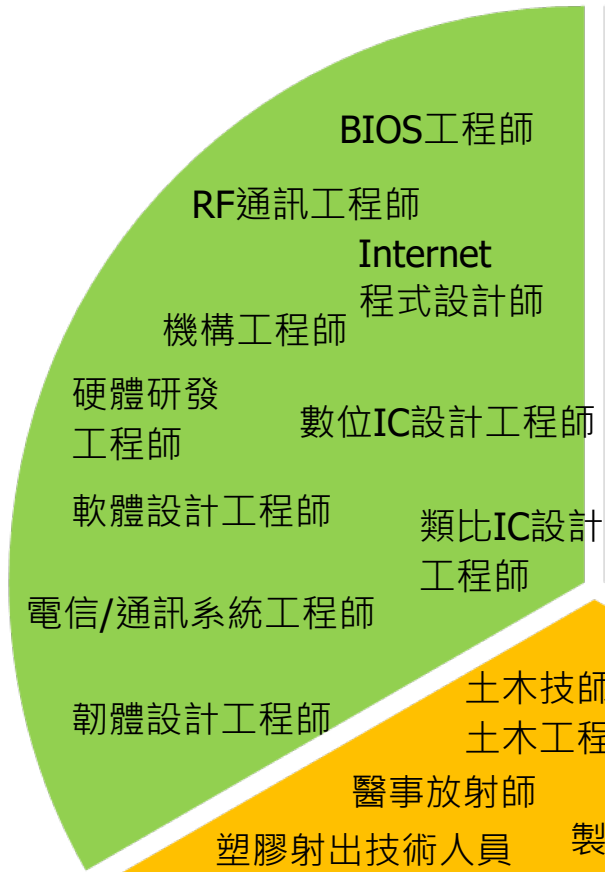 BIOS工程師
RF通訊工程師
Internet
程式設計師
機構工程師
硬體研發
工程師
數位IC設計工程師
軟體設計工程師
類比IC設計
工程師
電信/通訊系統工程師
韌體設計工程師
土木技師
土木工程
醫事放射師
塑膠射出技術人員
製